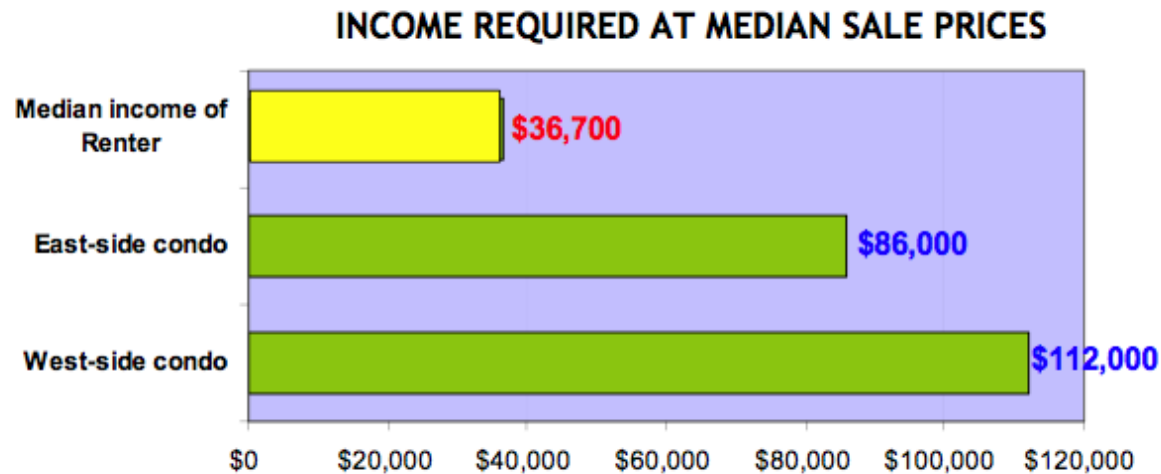 INCOME REQUIRED AT MEDIAN SALE PRICES
Median income of
Renter
$36,700
East-side condo
$86,000
West-side condo
$112,000
$0 $20,000 $40,000 $60,000 $80,000 $100,000 $120,000